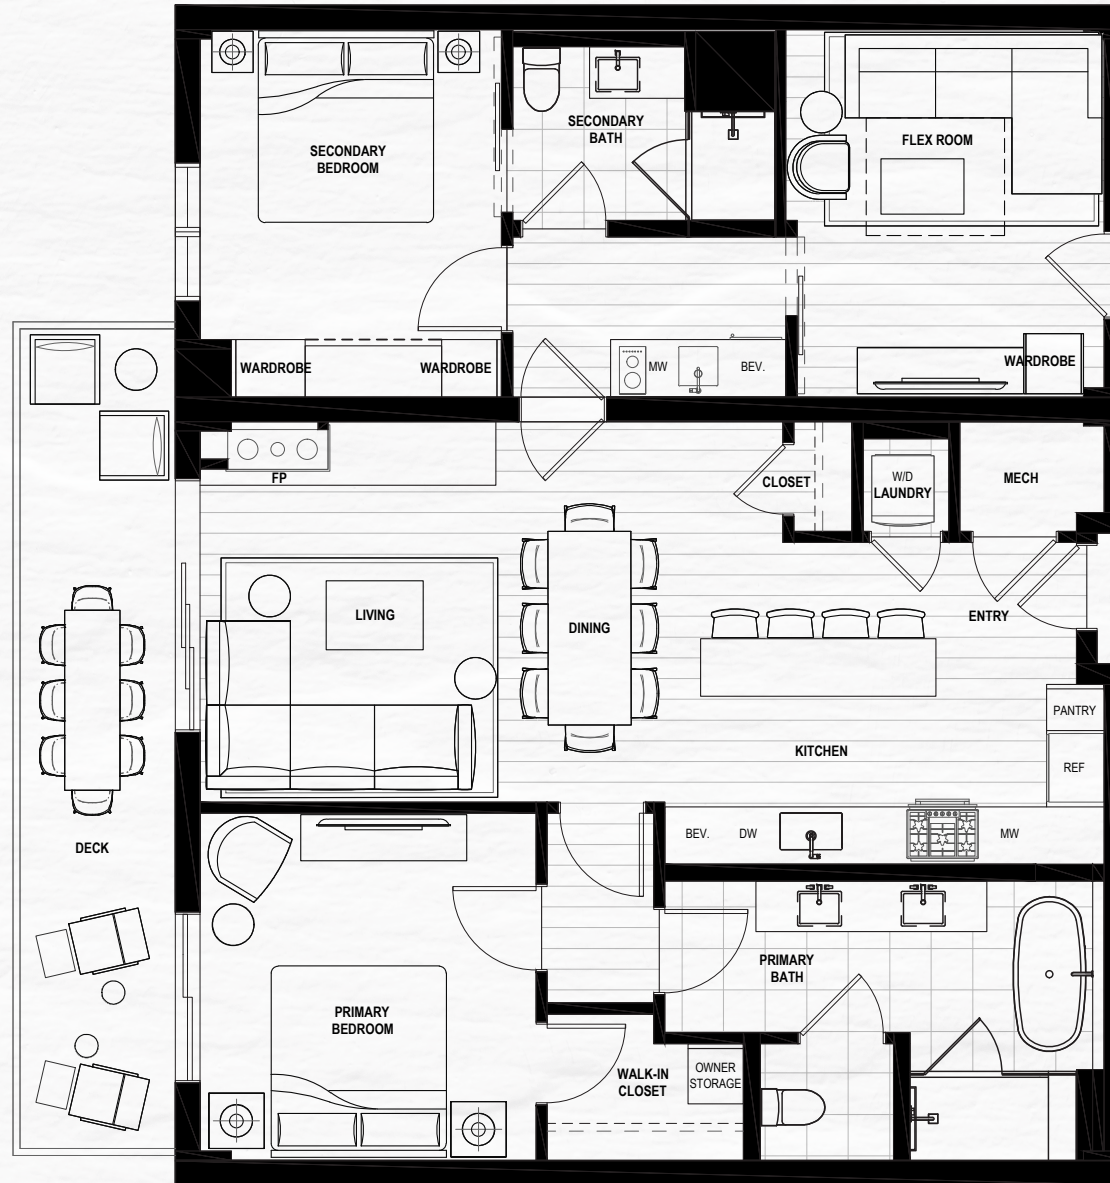 SECONDARY
BEDROOM
SECONDARY
BATH
FLEX ROOM
WARDROBE
WARDROBE
MW
BEV.
WARDROBE
FP
CLOSET
W/D
LAUNDRY
MECH
LIVING
DINING
ENTRY
PANTRY
KITCHEN
REF
DECK
BEV.
DW
MW
PRIMARY
BATH
PRIMARY
BEDROOM
WALK-IN
CLOSET
OWNER
STORAGE